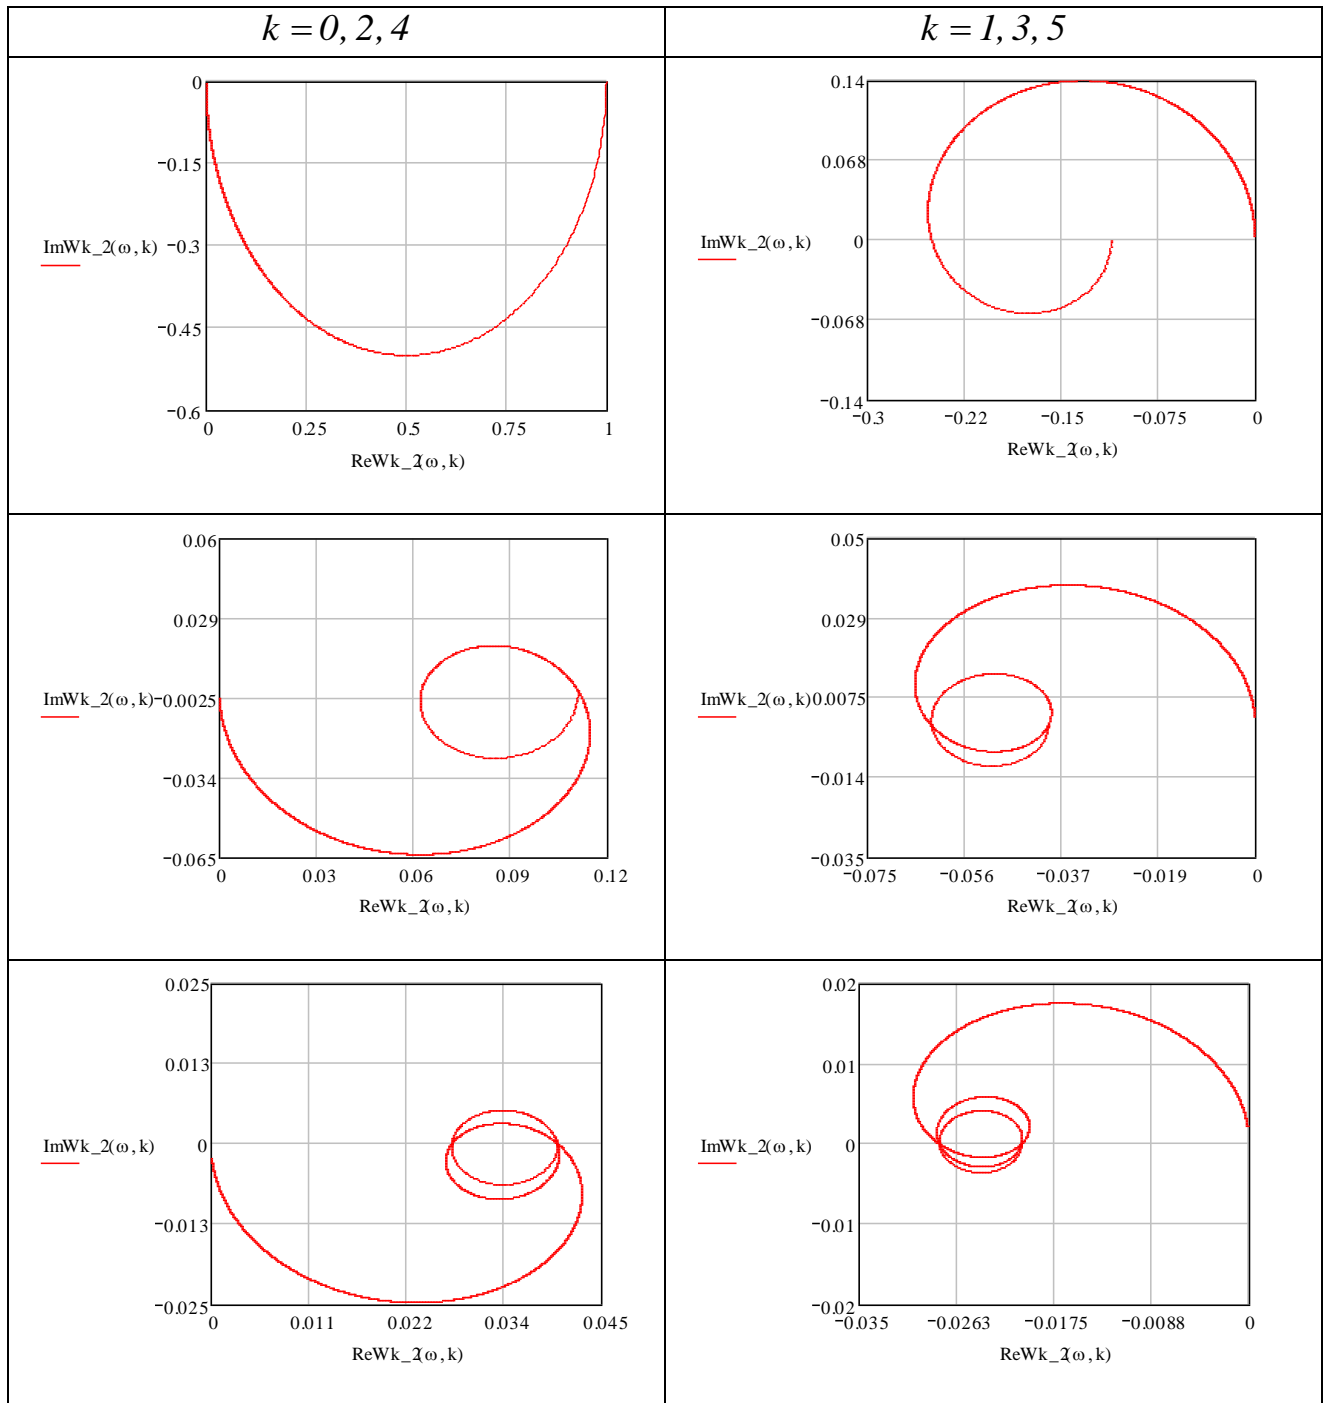 k = 0, 2, 4
k = 1, 3, 5
0
−0.15
−0.3
−0.45
−0.6
ImWk_2(ω, k)
0 0.25 0.5 0.75 1
ReWk_2(ω, k)
0.14
0.068
0
−0.068
−0.14
ImWk_2(ω, k)
−0.3 −0.22 −0.15 −0.075 0
ReWk_2(ω, k)
0.06
0.029
−0.0025
−0.034
−0.065
ImWk_2(ω, k)
0 0.03 0.06 0.09 0.12
ReWk_2(ω, k)
0.05
0.029
0.0075
−0.014
−0.035
ImWk_2(ω, k)
−0.075 −0.056 −0.037 −0.019 0
ReWk_2(ω, k)
0.025
0.013
0
−0.013
−0.025
ImWk_2(ω, k)
0 0.011 0.022 0.034 0.045
ReWk_2(ω, k)
0.02
0.01
0
−0.01
−0.02
ImWk_2(ω, k)
−0.035 −0.0263 −0.0175 −0.0088 0
ReWk_2(ω, k)